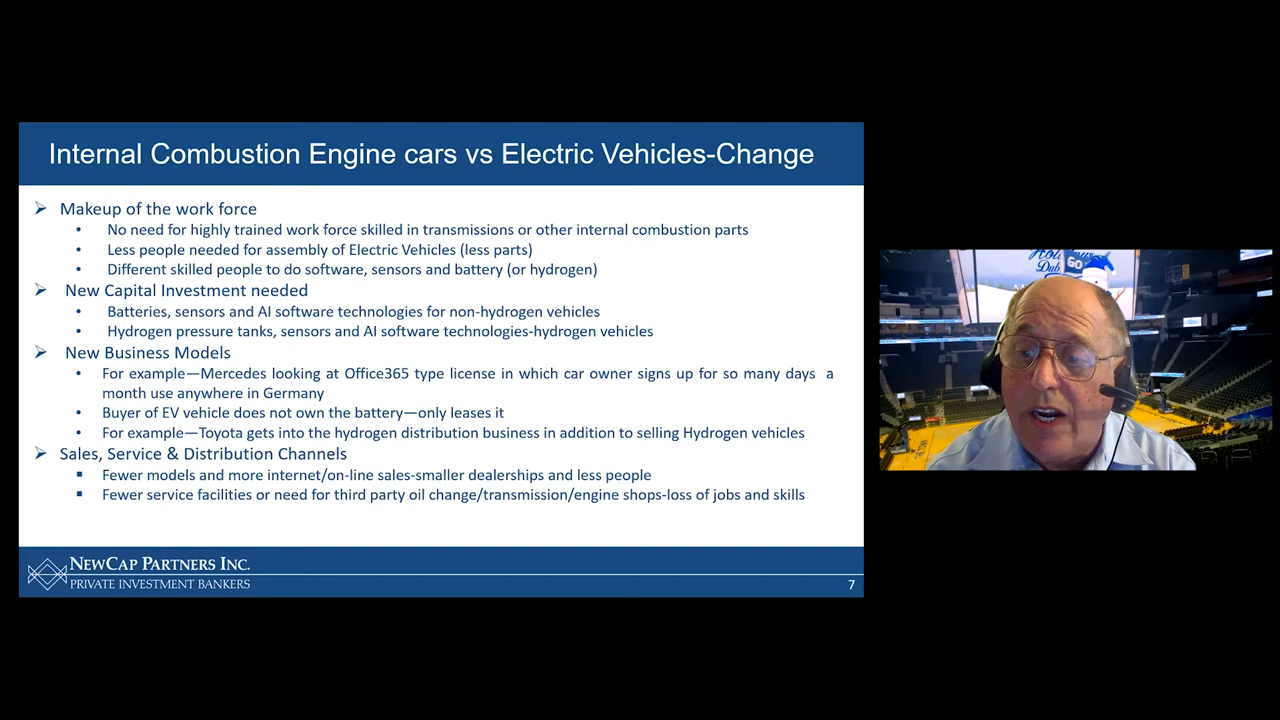 Internal Combustion Engine cars vs Electric Vehicles-Change
Makeup of the work force
No need for highly trained work force skilled in transmissions or other internal combustion parts
Less people needed for assembly of Electric Vehicles (less parts)
Different skilled people to do software, sensors and battery (or hydrogen)
New Capital Investment needed
Batteries, sensors and AI software technologies for non-hydrogen vehicles
Hydrogen pressure tanks, sensors and AI software technologies-hydrogen vehicles
New Business Models
For example—Mercedes looking at Office365 type license in which car owner signs up for so many days a
month use anywhere in Germany
Buyer of EV vehicle does not own the battery—only leases it
For example—Toyota gets into the hydrogen distribution business in addition to selling Hydrogen vehicles
Sales, Service & Distribution Channels
Fewer models and more internet/on-line sales-smaller dealerships and less people
Fewer service facilities or need for third party oil change/transmission/engine shops-loss of jobs and skills
NEWCAP PARTNERS INC.
PRIVATE INVESTMENT BANKERS
7
GO